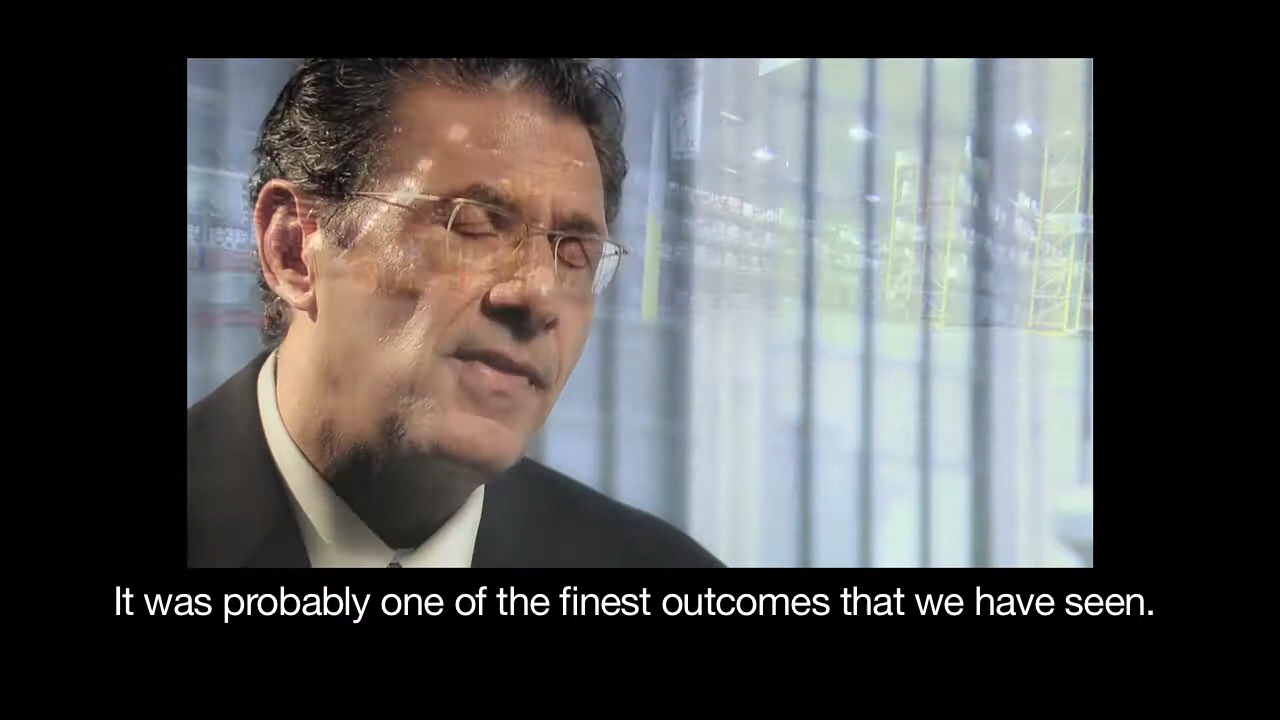 It was probably one of the finest outcomes that we have seen.